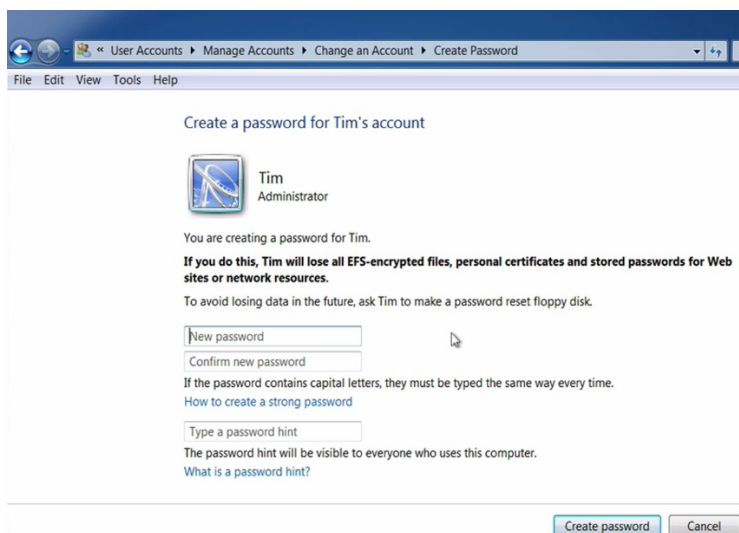 « User Accounts ▸ Manage Accounts ▸ Change an Account ▸ Create Password
File Edit View Tools Help
Create a password for Tim's account
Tim
Administrator
You are creating a password for Tim.
If you do this, Tim will lose all EFS-encrypted files, personal certificates and stored passwords for Web
sites or network resources.
To avoid losing data in the future, ask Tim to make a password reset floppy disk.
New password
Confirm new password
If the password contains capital letters, they must be typed the same way every time.
How to create a strong password
Type a password hint
The password hint will be visible to everyone who uses this computer.
What is a password hint?
Create password Cancel